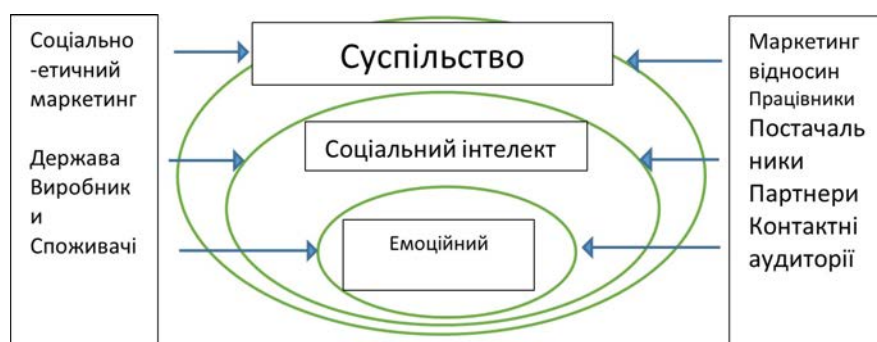 Соціально
-етичний
маркетинг
Держава
Виробник
и
Споживачі
Суспільство
Соціальний інтелект
Емоційний
Маркетинг
відносин
Працівники
Постачаль
ники
Партнери
Контактні
аудиторії